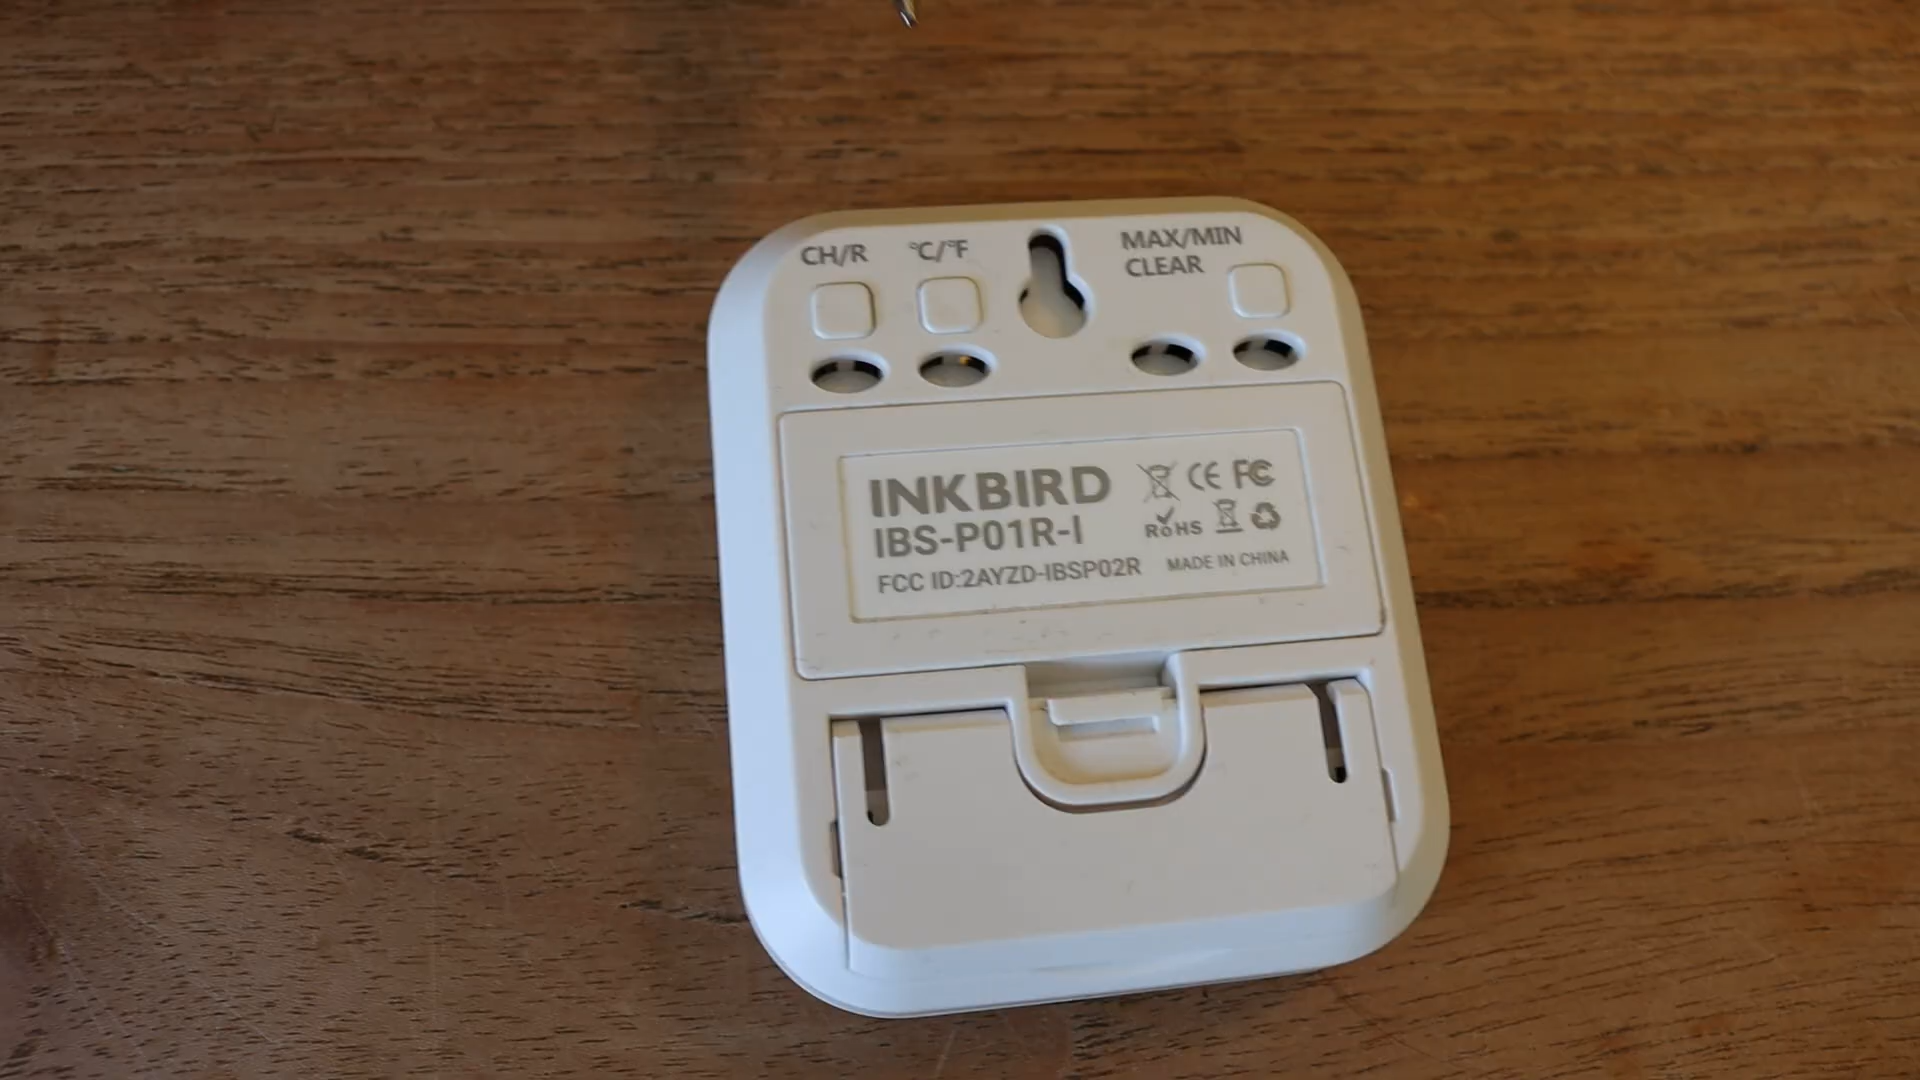 CH/R
°C/°F
MAX/MIN
CLEAR
INKBIRD
IBS-P01R-I
FCC ID:2AYZD-IBSP02R
CE FC
RoHS
MADE IN CHINA